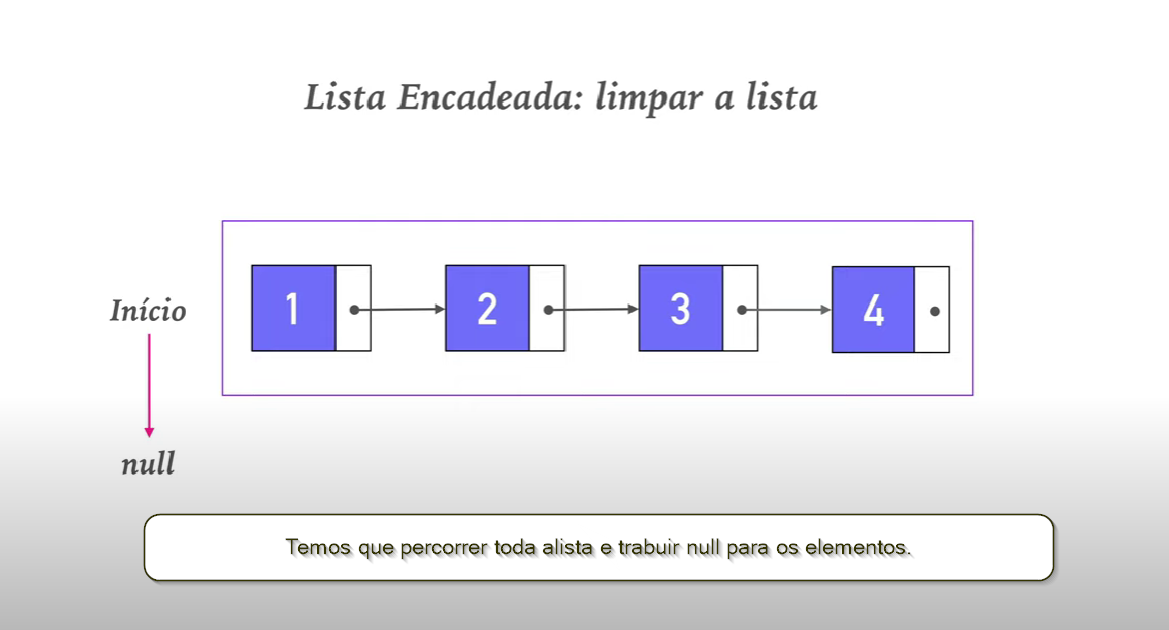 Lista Encadeada: limpar a lista
1
2
3
4
Início
null
Temos que percorrer toda alista e trabuir null para os elementos.